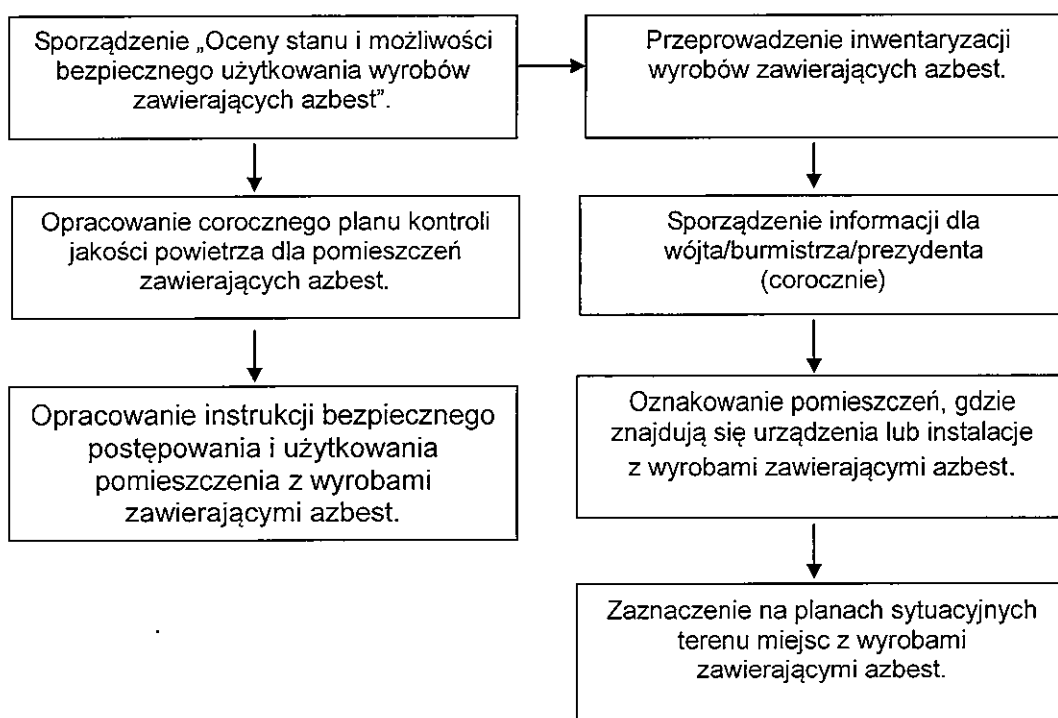 Sporządzenie „Oceny stanu i możliwości
bezpiecznego użytkowania wyrobów
zawierających azbest”.
Przeprowadzenie inwentaryzacji
wyrobów zawierających azbest.
Opracowanie corocznego planu kontroli
jakości powietrza dla pomieszczeń
zawierających azbest.
Sporządzenie informacji dla
wójta/burmistrza/prezydenta
(corocznie)
Opracowanie instrukcji bezpiecznego
postępowania i użytkowania
pomieszczenia z wyrobami
zawierającymi azbest.
Oznakowanie pomieszczeń, gdzie
znajdują się urządzenia lub instalacje
z wyrobami zawierającymi azbest.
Zaznaczenie na planach sytuacyjnych
terenu miejsc z wyrobami
zawierającymi azbest.